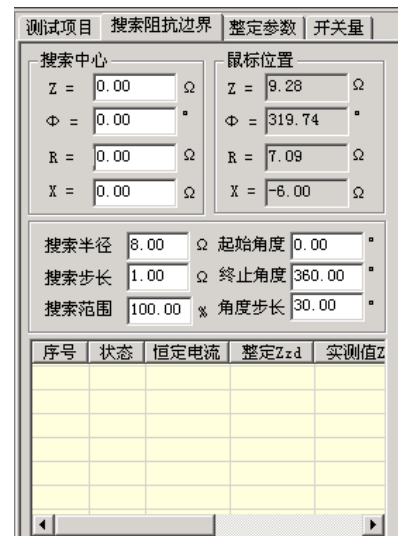 测试项目 搜索阻抗边界 整定参数 开关量
搜索中心 鼠标位置
Z = 0.00 Ω Z = 9.28 Ω
Φ = 0.00 ° Φ = 319.74 °
R = 0.00 Ω R = 7.09 Ω
X = 0.00 Ω X = -6.00 Ω
搜索半径 8.00 Ω 起始角度 0.00 °
搜索步长 1.00 Ω 终止角度 360.00 °
搜索范围 100.00 % 角度步长 30.00 °
序号 状态 恒定电流 整定Zzd 实测值Z